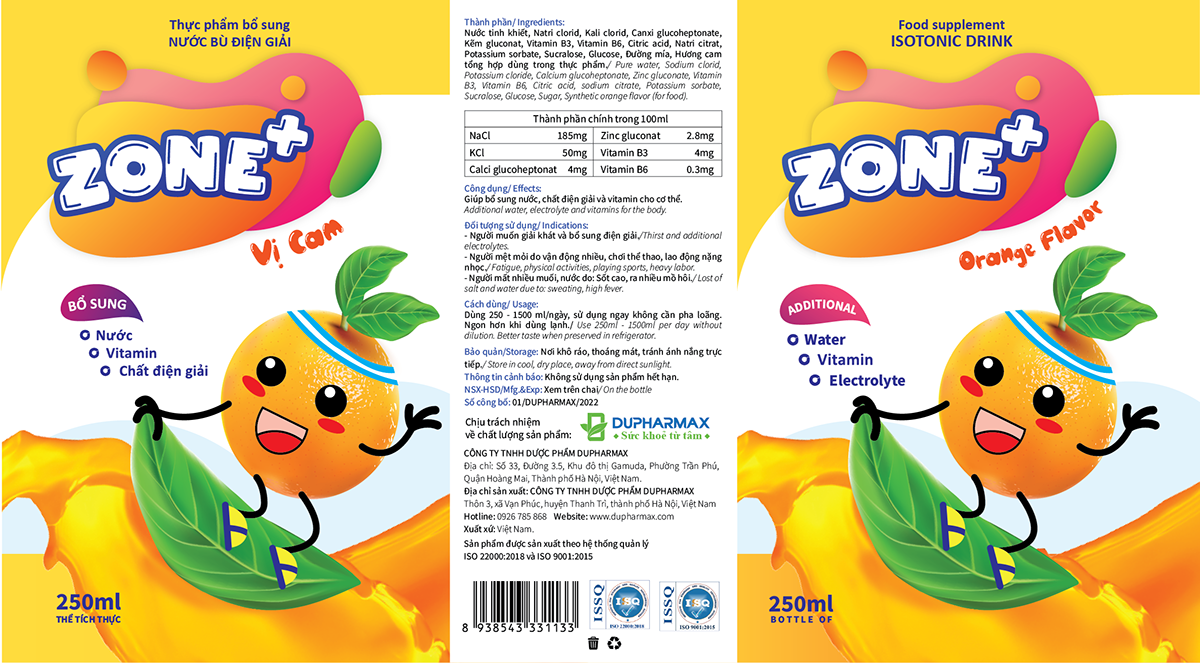 Thực phẩm bổ sung
NƯỚC BÙ ĐIỆN GIẢI
ZONE+
Vị Cam
BỔ SUNG
Nước
Vitamin
Chất điện giải
250ml
THỂ TÍCH THỰC
Thành phần/ Ingredients:
Nước tinh khiết, Natri clorid, Kali clorid, Canxi glucoheptonate,
Kẽm gluconat, Vitamin B3, Vitamin B6, Citric acid, Natri citrat,
Potassium sorbate, Sucralose, Glucose, Đường mía, Hương cam
tổng hợp dùng trong thực phẩm./ Pure water, Sodium clorid,
Potassium cloride, Calcium glucoheptonate, Zinc gluconate, Vitamin
B3, Vitamin B6, Citric acid, sodium citrate, Potassium sorbate,
Sucralose, Glucose, Sugar, Synthetic orange flavor (for food).
Thành phần chính trong 100ml
NaCl 185mg Zinc gluconat 2.8mg
KCl 50mg Vitamin B3 4mg
Calci glucoheptonat 4mg Vitamin B6 0.3mg
Công dụng/ Effects:
Giúp bổ sung nước, chất điện giải và vitamin cho cơ thể.
Additional water, electrolyte and vitamins for the body.
Đối tượng sử dụng/ Indications:
- Người muốn giải khát và bổ sung điện giải./Thirst and additional
electrolytes.
- Người mệt mỏi do vận động nhiều, chơi thể thao, lao động nặng
nhọc./ Fatigue, physical activities, playing sports, heavy labor.
- Người mất nhiều muối, nước do: Sốt cao, ra nhiều mồ hôi./ Lost of
salt and water due to: sweating, high fever.
Cách dùng/ Usage:
Dùng 250 - 1500 ml/ngày, sử dụng ngay không cần pha loãng.
Ngon hơn khi dùng lạnh./ Use 250ml - 1500ml per day without
dilution. Better taste when preserved in refrigerator.
Bảo quản/Storage: Nơi khô ráo, thoáng mát, tránh ánh nắng trực
tiếp./ Store in cool, dry place, away from direct sunlight.
Thông tin cảnh báo: Không sử dụng sản phẩm hết hạn.
NSX-HSD/Mfg.&Exp: Xem trên chai/ On the bottle
Số công bố: 01/DUPHARMAX/2022
Chịu trách nhiệm
về chất lượng sản phẩm:
DUPHARMAX
Sức khoẻ từ tâm
CÔNG TY TNHH DƯỢC PHẨM DUPHARMAX
Địa chỉ: Số 33, Đường 3.5, Khu đô thị Gamuda, Phường Trần Phú,
Quận Hoàng Mai, Thành phố Hà Nội, Việt Nam.
Địa chỉ sản xuất: CÔNG TY TNHH DƯỢC PHẨM DUPHARMAX
Thôn 3, xã Vạn Phúc, huyện Thanh Trì, thành phố Hà Nội, Việt Nam
Hotline: 0926 785 868 Website: www.dupharmax.com
Xuất xứ: Việt Nam.
Sản phẩm được sản xuất theo hệ thống quản lý
ISO 22000:2018 và ISO 9001:2015
8 938543 331133
ISSQ
ISSQ
ISO 22000:2018
ISSQ
ISSQ
ISO 9001:2015
Food supplement
ISOTONIC DRINK
ZONE+
Orange Flavor
ADDITIONAL
Water
Vitamin
Electrolyte
250ml
BOTTLE OF